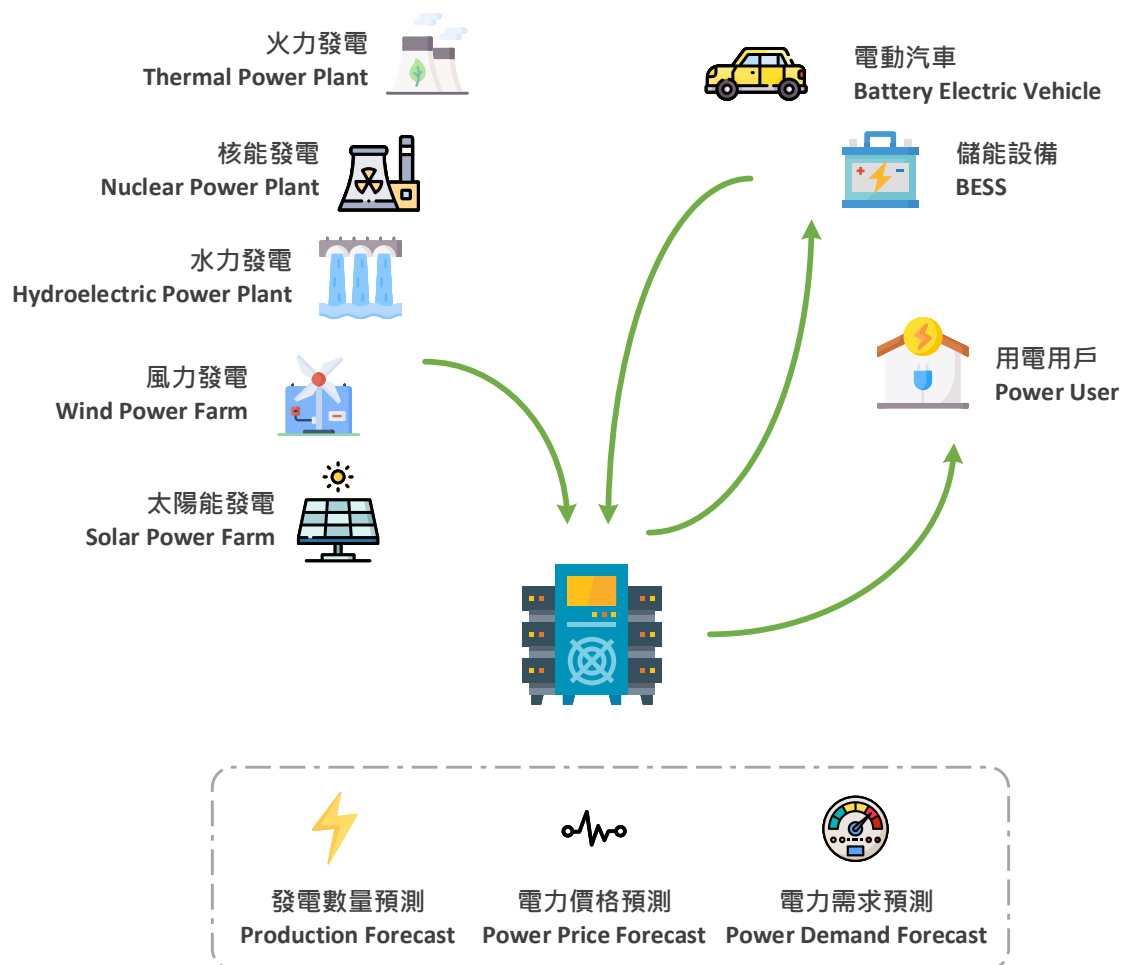 火力發電
Thermal Power Plant
核能發電
Nuclear Power Plant
水力發電
Hydroelectric Power Plant
風力發電
Wind Power Farm
太陽能發電
Solar Power Farm
電動汽車
Battery Electric Vehicle
儲能設備
BESS
用電用戶
Power User
發電數量預測
Production Forecast
電力價格預測
Power Price Forecast
電力需求預測
Power Demand Forecast